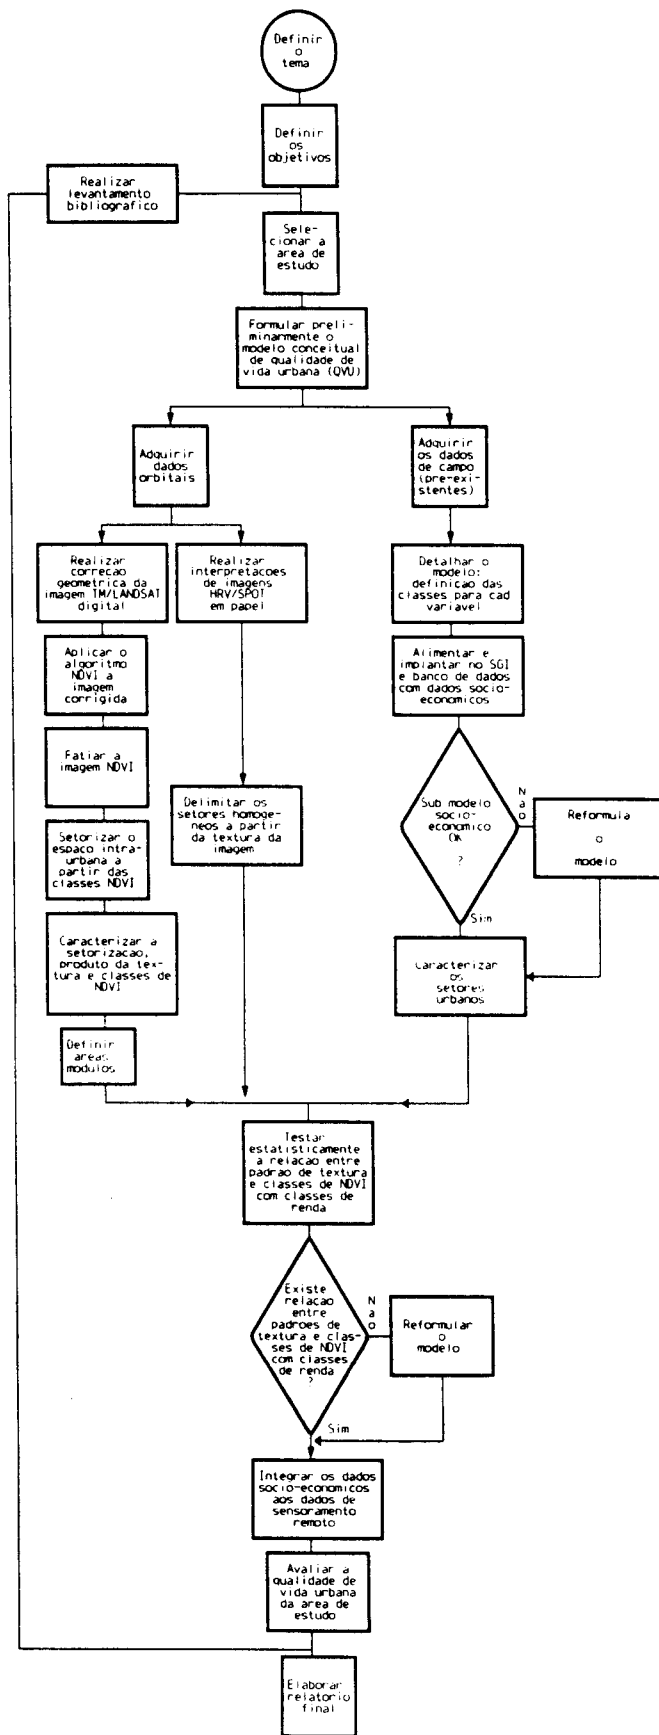 Definir
o
tema
Definir
os
objetivos
Realizar
levantamento
bibliografico
Sele-
cionar a
area de
estudo
Formular preli-
minarmente o
modelo conceitual
de qualidade de
vida urbana (QVU)
Adquirir
dados
orbitais
Adquirir
os dados
de campo
(pre-exi-
stentes)
Realizar
correcao
geometrica da
imagem TM/LANDSAT
digital
Realizar
interpretacoes
de imagens
HRV/SPOT
em papel
Detalhar o
modelo:
definicao das
classes para cad
variavel
Aplicar o
algoritmo
NDVI a
imagem
corrigida
Alimentar e
implantar no SGI
e banco de dados
com dados socio-
economicos
Fatiar a
imagem NDVI
Delimitar os
setores homoge-
neos a partir
da textura da
imagem
Sub modelo
socio-
economico
OK
?
Nao
Reformula
o
modelo
Sim
Setorizar o
espaco intra-
urbana a
partir das
classes NDVI
Caracterizar a
setorizacao,
produto da tex-
tura e classes de
NDVI
Caracterizar
os
setores
urbanos
Definir
areas
modulos
Testar
estatisticamente
a relacao entre
padrao de textura
e classes de NDVI
com classes de
renda
Existe
relacao
entre
padroes de
textura e clas-
ses de NDVI
com classes
de renda
?
Nao
Reformular
o
modelo
Sim
Integrar os dados
socio-economicos
aos dados de
sensoramento
remoto
Avaliar a
qualidade de
vida urbana
da area de
estudo
Elaborar
relatorio
final